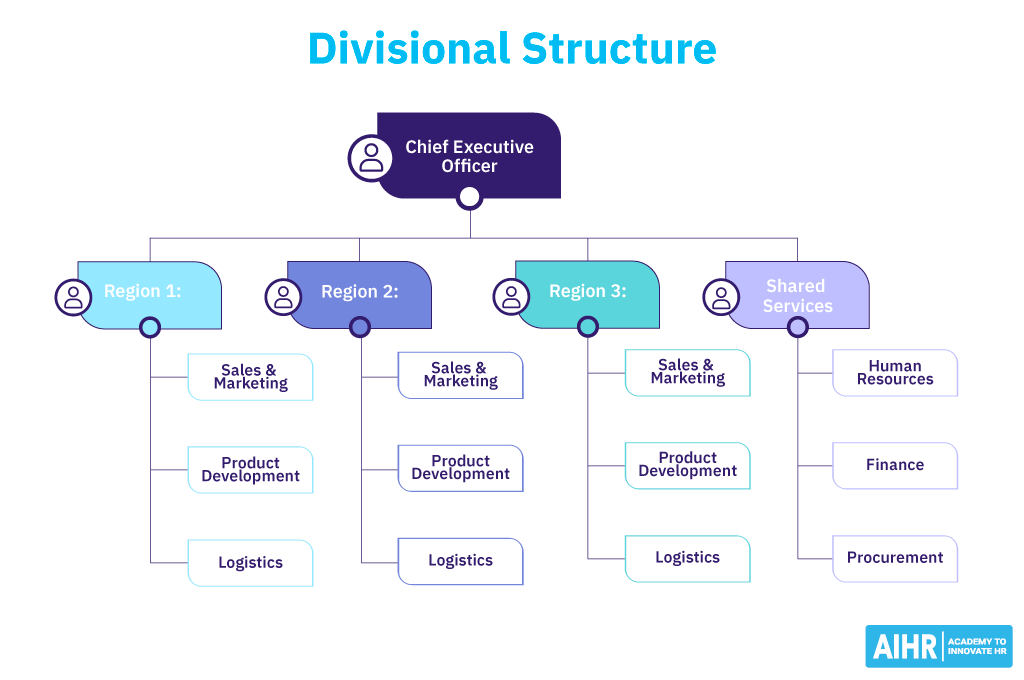 Divisional Structure
Chief Executive
Officer
Region 1:
Region 2:
Region 3:
Shared
Services
Sales &
Marketing
Product
Development
Logistics
Sales &
Marketing
Product
Development
Logistics
Sales &
Marketing
Product
Development
Logistics
Human
Resources
Finance
Procurement
AIHR
ACADEMY TO
INNOVATE HR